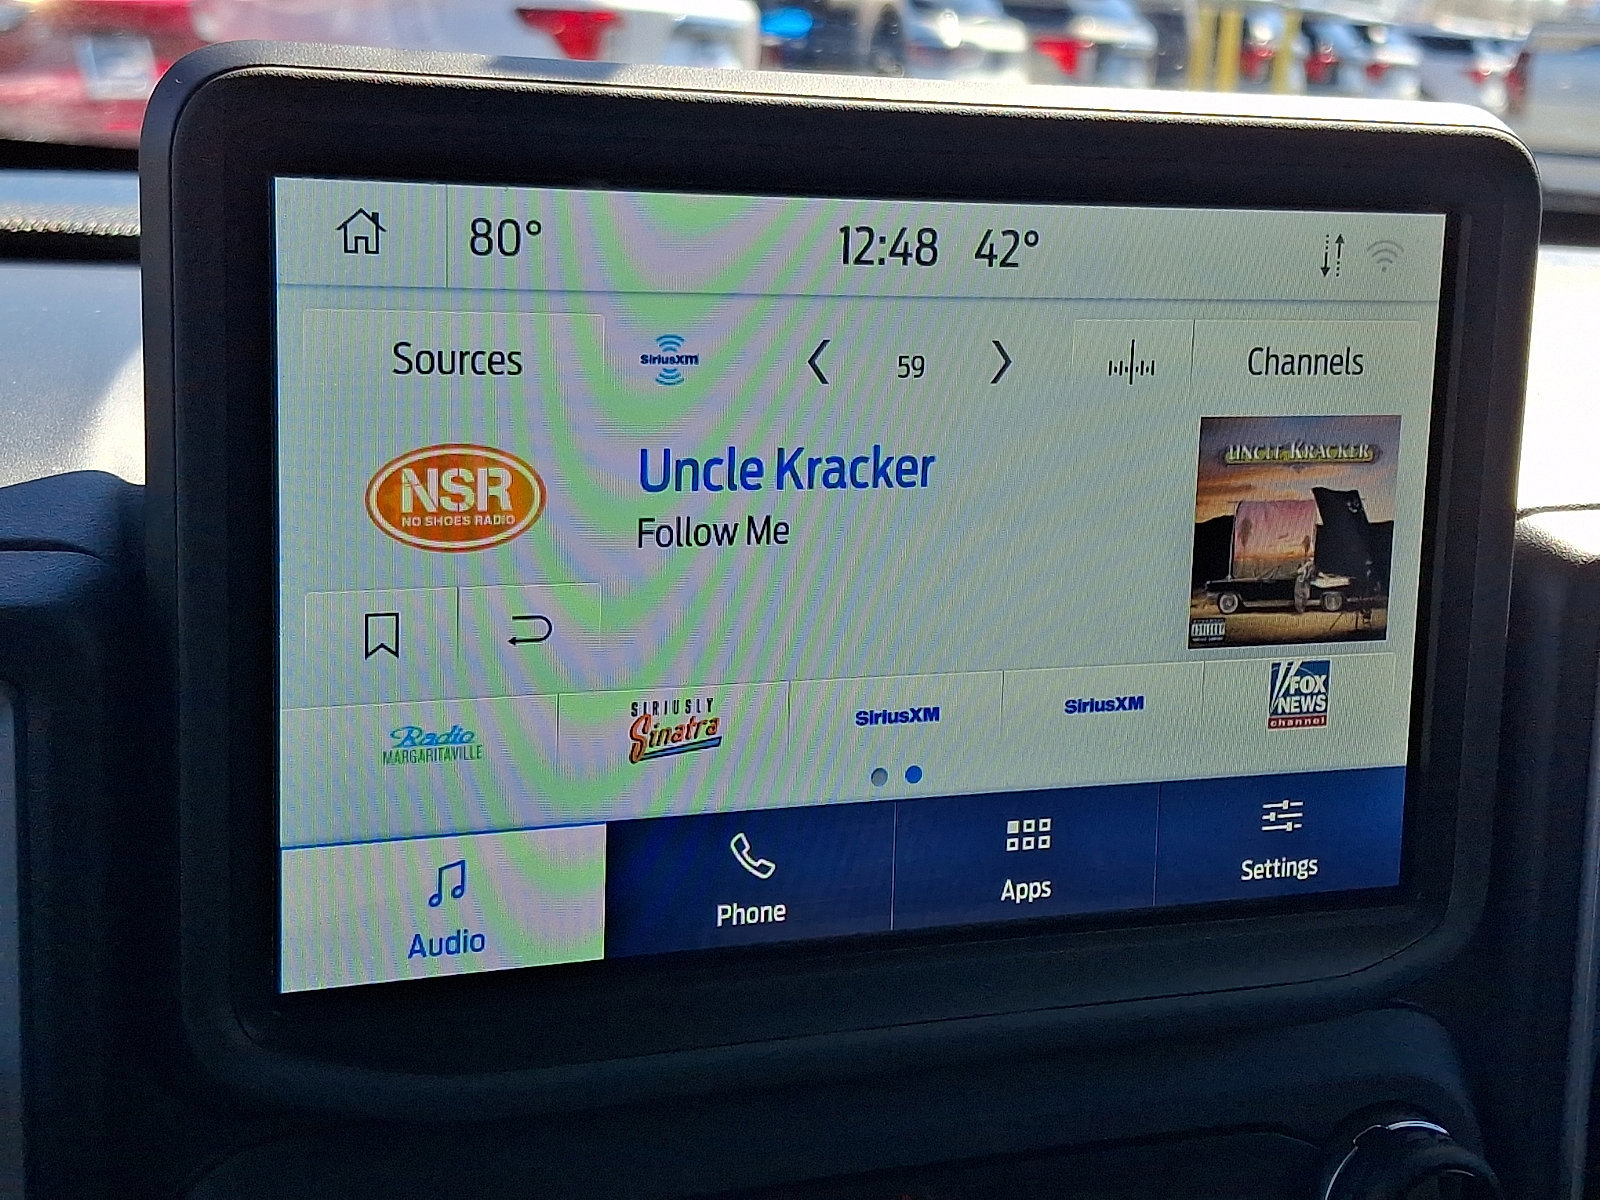 80°
12:48 42°
Sources
SiriusXM
59
Channels
NSR
NO SHOES RADIO
Uncle Kracker
Follow Me
UNCLE KRACKER
Radio
MARGARITAVILLE
SIRIUSLY
Sinatra
SiriusXM
SiriusXM
FOX
NEWS
channel
Audio
Phone
Apps
Settings